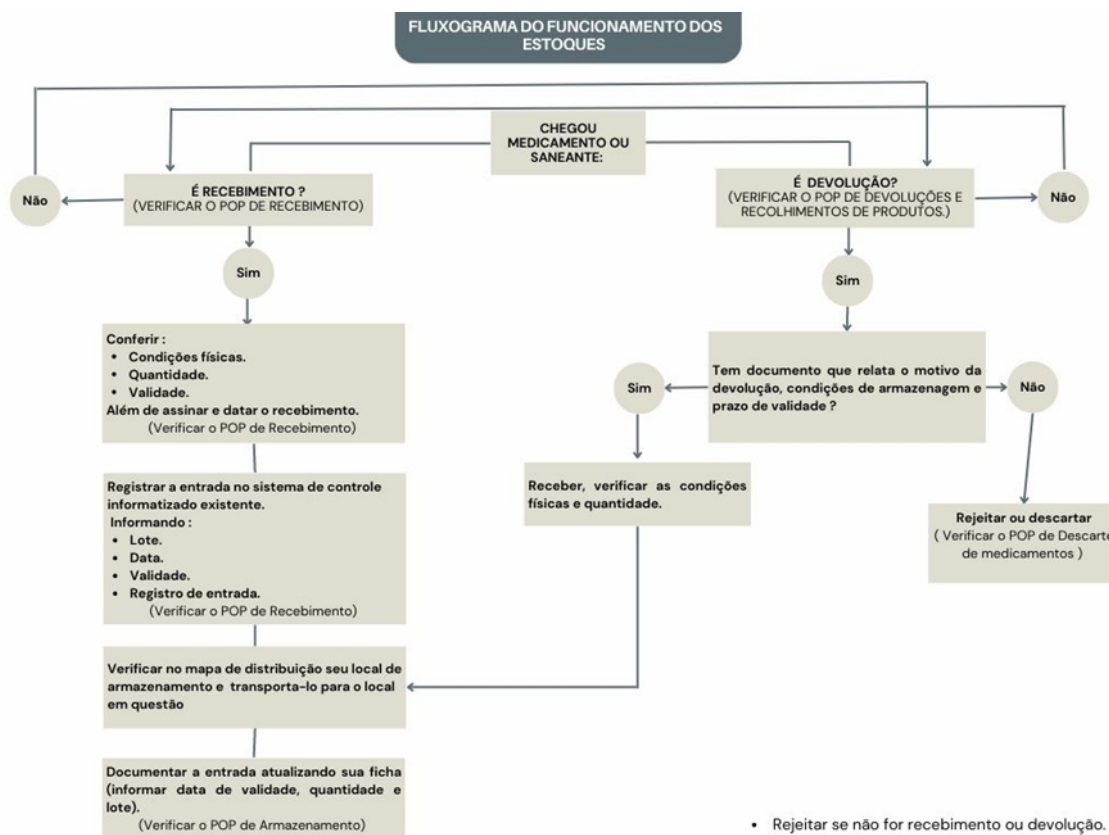 FLUXOGRAMA DO FUNCIONAMENTO DOS
ESTOQUES
CHEGOU
MEDICAMENTO OU
SANEANTE:
Não
É RECEBIMENTO ?
(VERIFICAR O POP DE RECEBIMENTO)
É DEVOLUÇÃO?
(VERIFICAR O POP DE DEVOLUÇÕES E
RECOLHIMENTOS DE PRODUTOS.)
Não
Sim
Sim
Conferir :
• Condições físicas.
• Quantidade.
• Validade.
Além de assinar e datar o recebimento.
(Verificar o POP de Recebimento)
Sim
Tem documento que relata o motivo da
devolução, condições de armazenagem e
prazo de validade ?
Não
Registrar a entrada no sistema de controle
informatizado existente.
Informando :
• Lote.
• Data.
• Validade.
• Registro de entrada.
(Verificar o POP de Recebimento)
Receber, verificar as condições
físicas e quantidade.
Rejeitar ou descartar
( Verificar o POP de Descarte
de medicamentos )
Verificar no mapa de distribuição seu local de
armazenamento e transporta-lo para o local
em questão
Documentar a entrada atualizando sua ficha
(informar data de validade, quantidade e
lote).
(Verificar o POP de Armazenamento)
• Rejeitar se não for recebimento ou devolução.